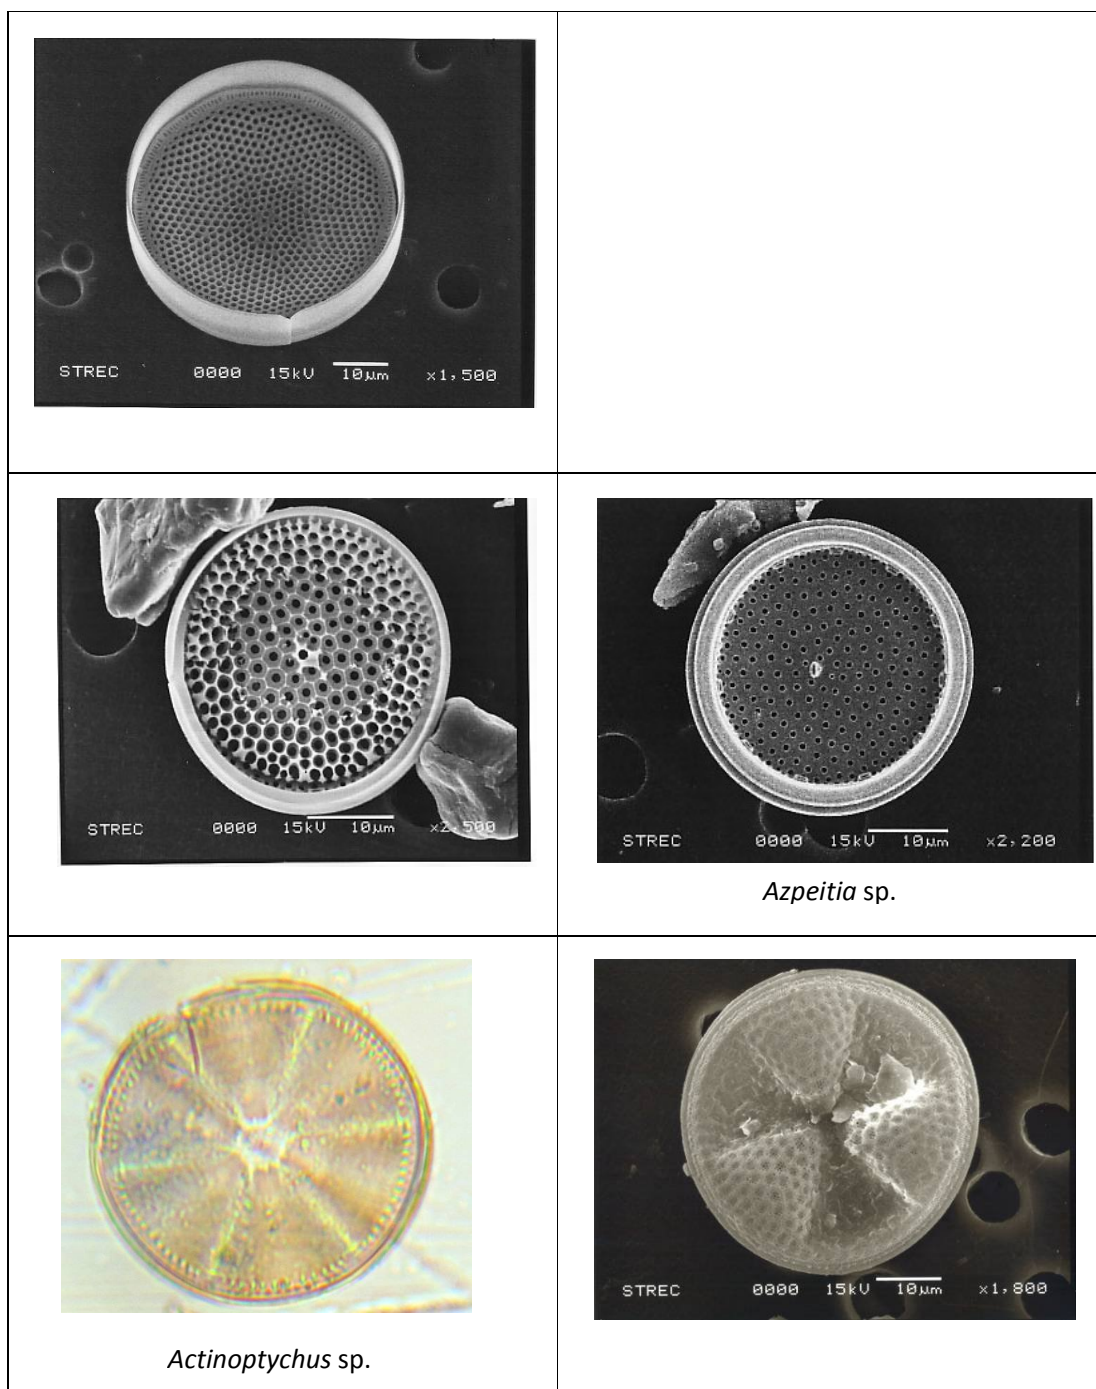 STREC 0000 15kV 10μm x1,500
STREC 0000 15kV 10μm x2,500
STREC 0000 15kV 10μm x2,200
Azpeitia sp.
STREC 0000 15kV 10μm x1,800
Actinoptychus sp.